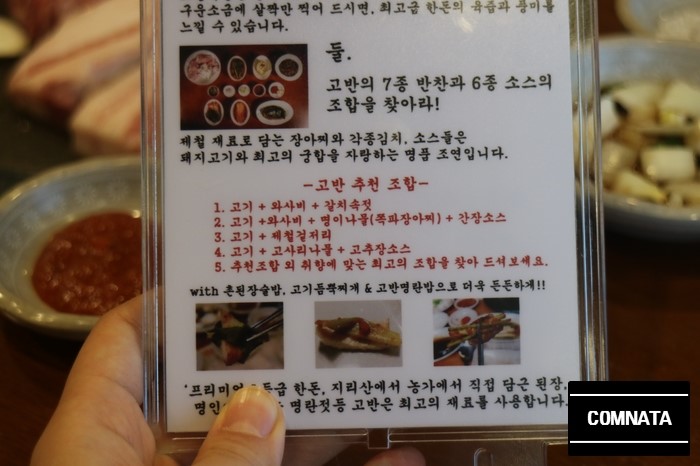 구운소금에 살짝만 찍어 드시면, 최고급 한돈의 육즙과 풍미를
느낄 수 있습니다.
둘.
고반의 7종 반찬과 6종 소스의
조합을 찾아라!
제철 재료로 담는 장아찌와 각종김치, 소스들은
돼지고기와 최고의 궁합을 자랑하는 명품 조연입니다.
-고반 추천 조합-
1. 고기 + 와사비 + 갈치속젓
2. 고기 +와사비 + 명이나물(쪽파장아찌) + 간장소스
3. 고기 + 제철겉저리
4. 고기 + 고사리나물 + 고추장소스
5. 추천조합 외 취향에 맞는 최고의 조합을 찾아 드셔보세요.
with 촌된장술밥, 고기듬뿍찌개 & 고반명란밥으로 더욱 든든하게!!
'프리미엄 한돈, 지리산에서 농가에서 직접 담근 된장,
명인 명란젓등 고반은 최고의 재료를 사용합니다.
COMNATA